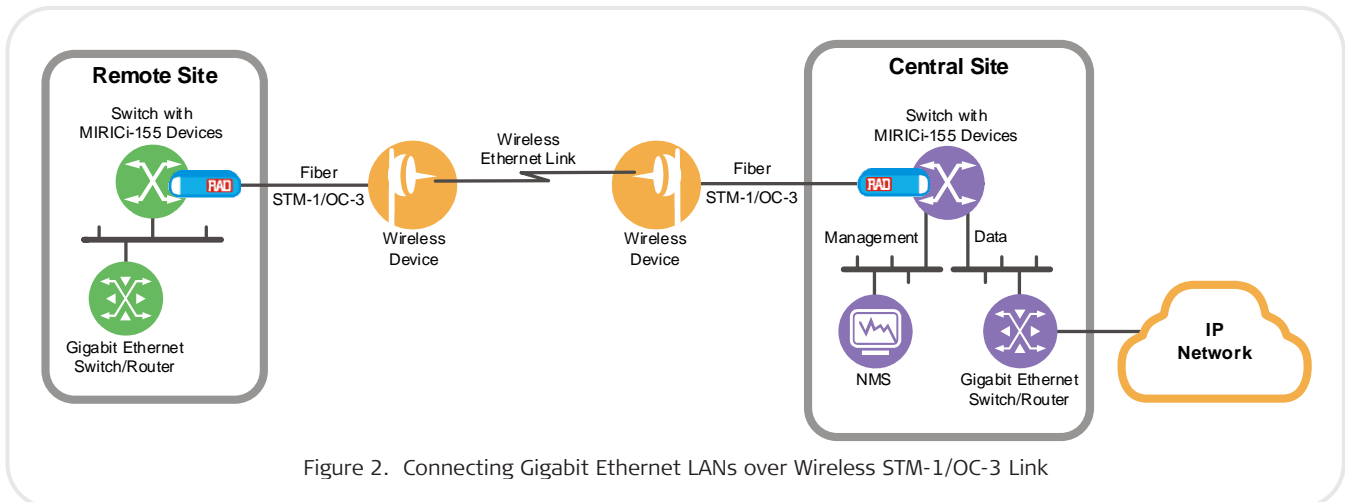 Remote Site
Switch with
MIRICi-155 Devices
RAD
Gigabit Ethernet
Switch/Router
Fiber
STM-1/OC-3
Wireless
Device
Wireless
Ethernet Link
Wireless
Device
Fiber
STM-1/OC-3
Central Site
Switch with
MIRICi-155 Devices
RAD
Management
Data
NMS
Gigabit Ethernet
Switch/Router
IP
Network
Figure 2. Connecting Gigabit Ethernet LANs over Wireless STM-1/OC-3 Link